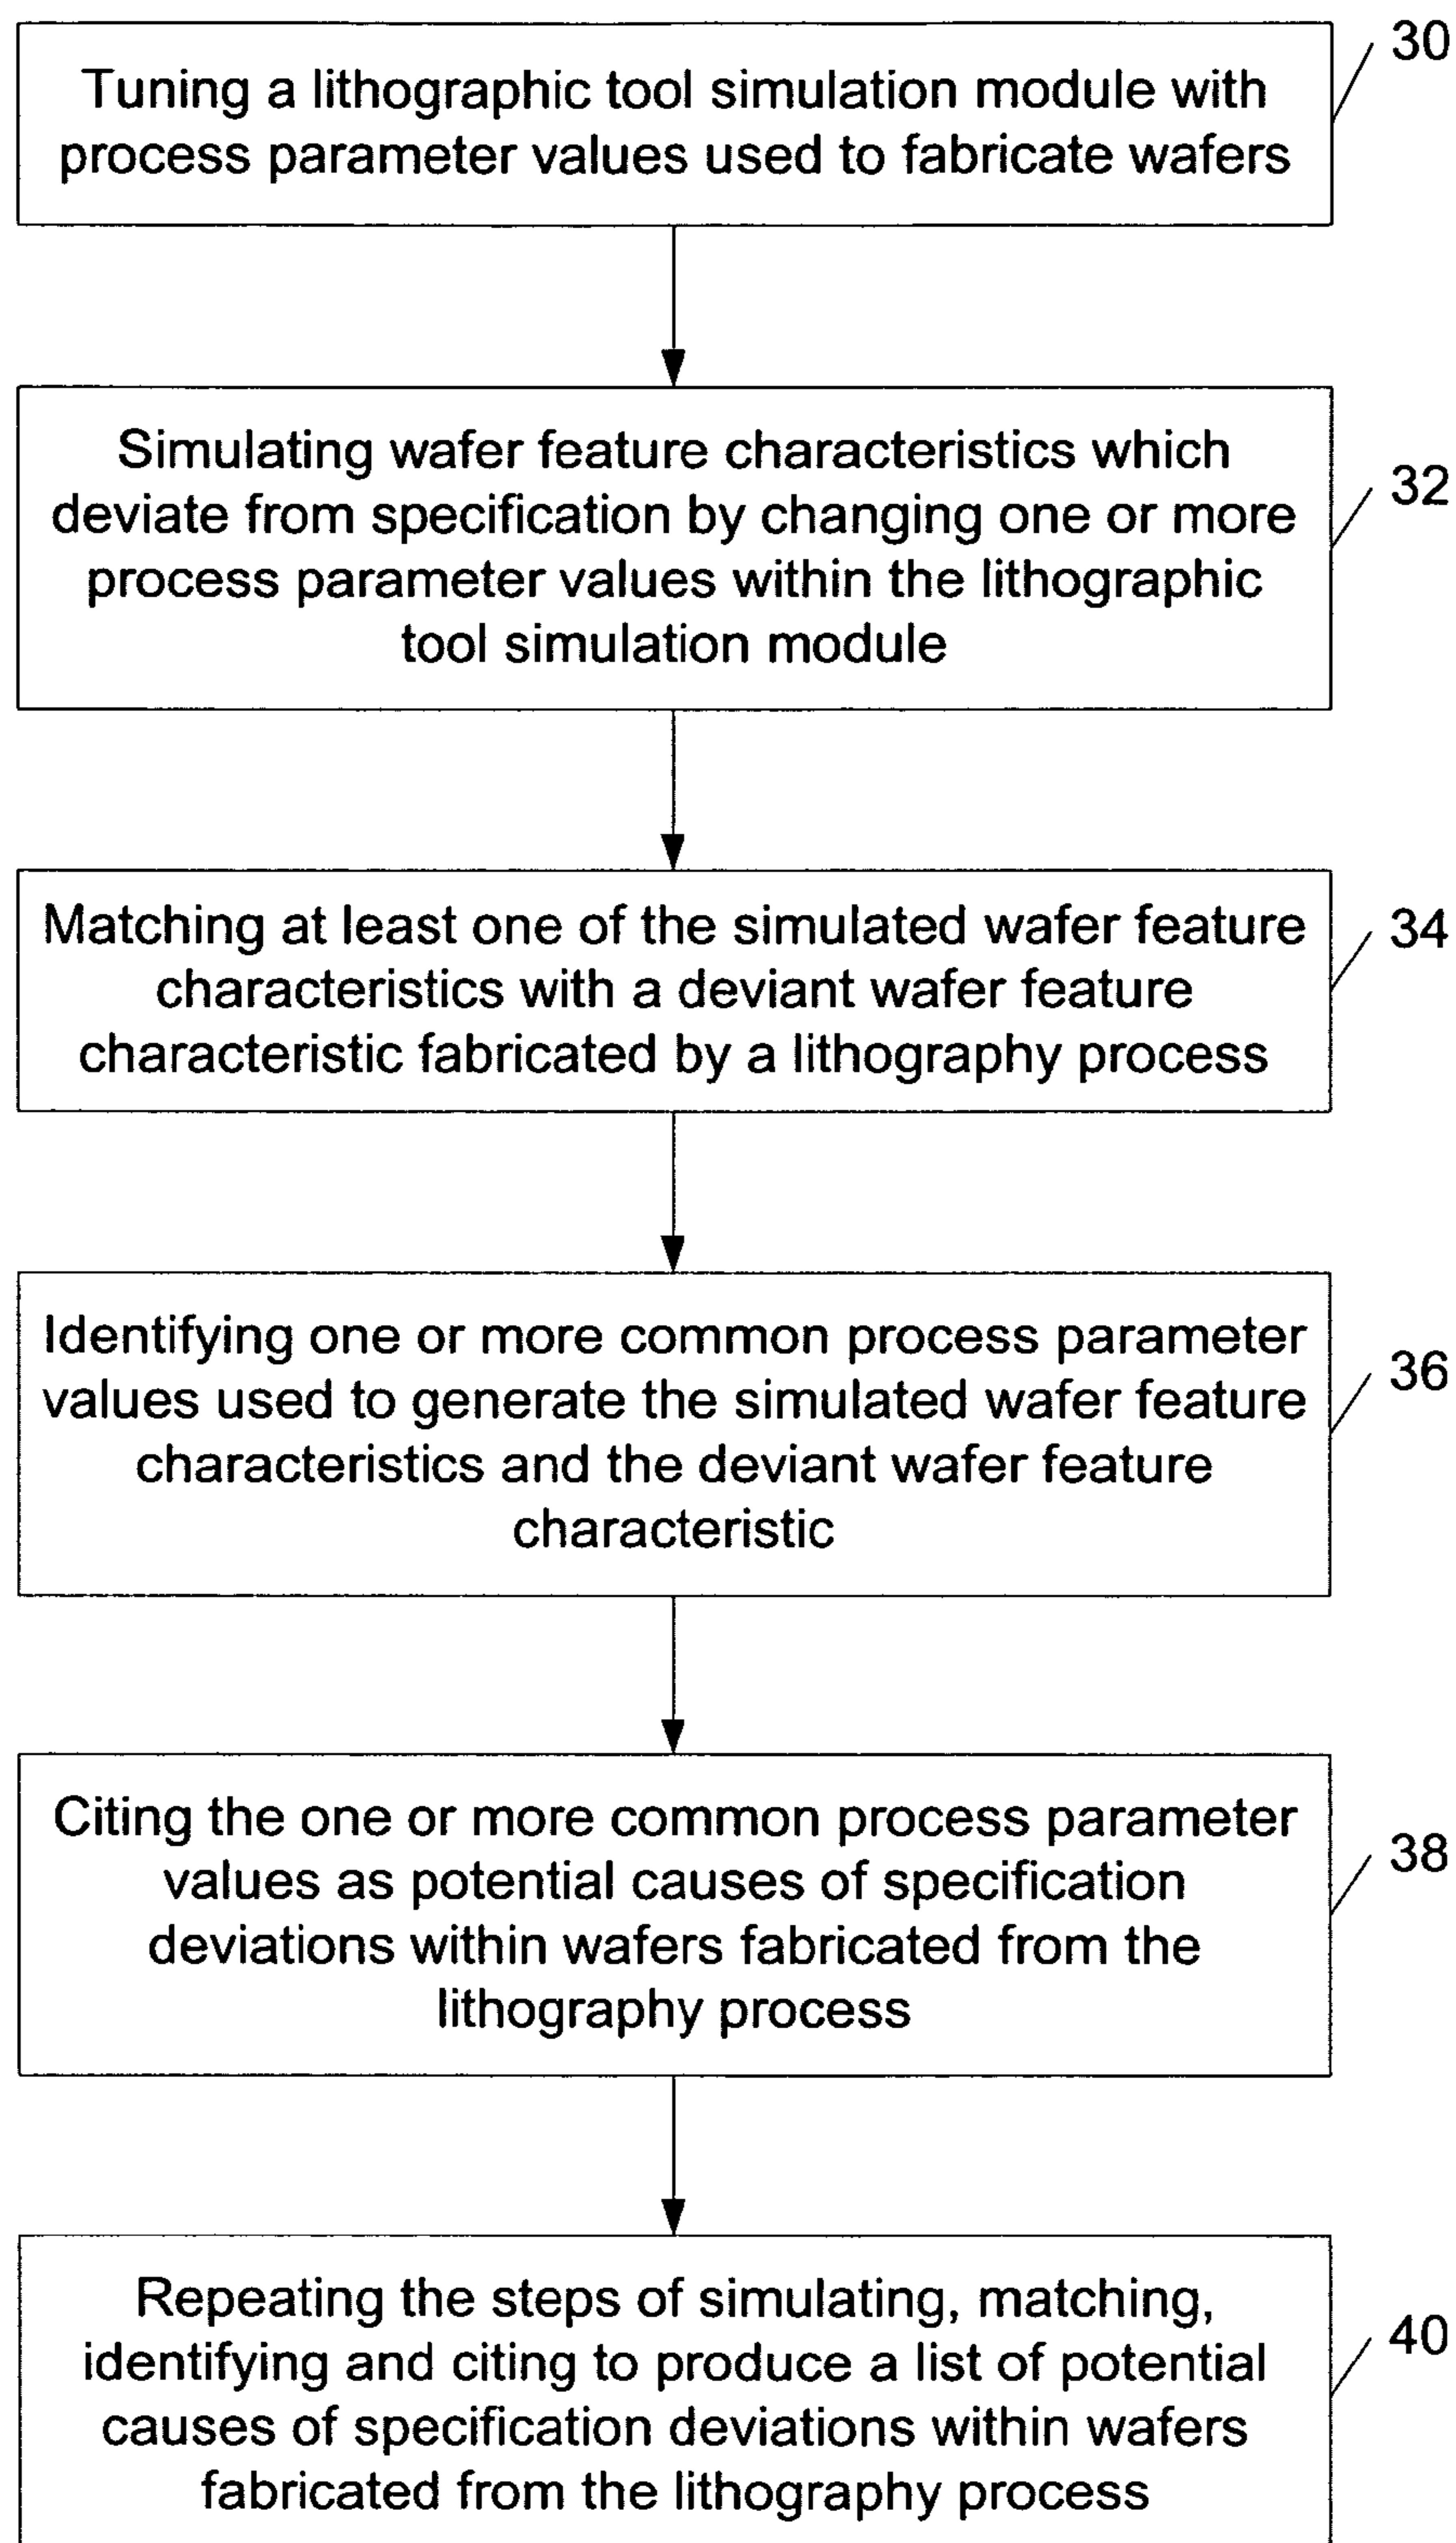 30
Tuning a lithographic tool simulation module with
process parameter values used to fabricate wafers
Simulating wafer feature characteristics which
deviate from specification by changing one or more
process parameter values within the lithographic
tool simulation module
32
Matching at least one of the simulated wafer feature
characteristics with a deviant wafer feature
characteristic fabricated by a lithography process
34
Identifying one or more common process parameter
values used to generate the simulated wafer feature
characteristics and the deviant wafer feature
characteristic
36
Citing the one or more common process parameter
values as potential causes of specification
deviations within wafers fabricated from the
lithography process
38
Repeating the steps of simulating, matching,
identifying and citing to produce a list of potential
causes of specification deviations within wafers
fabricated from the lithography process
40